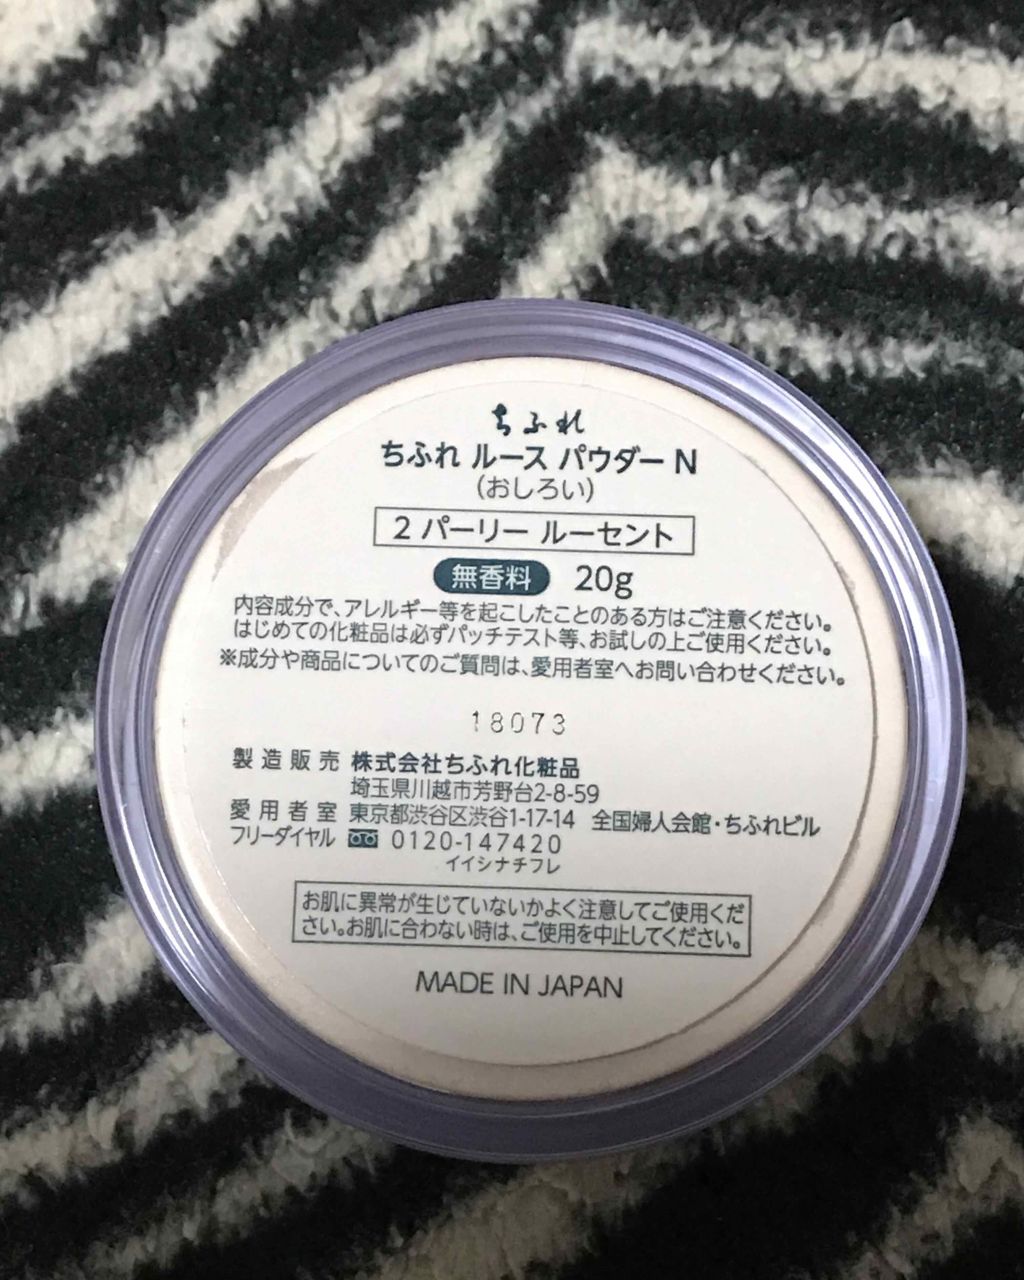 ちふれ
ちふれ ルース パウダー N
(おしろい)
2 パーリー ルーセント
無香料 20g
内容成分で、アレルギー等を起こしたことのある方はご注意ください。
はじめての化粧品は必ずパッチテスト等、お試しの上ご使用ください。
※成分や商品についてのご質問は、愛用者室へお問い合わせください。
18073
製造販売 株式会社ちふれ化粧品
埼玉県川越市芳野台2-8-59
愛用者室 東京都渋谷区渋谷1-17-14 全国婦人会館・ちふれビル
フリーダイヤル 0120-147420
イイシナチフレ
お肌に異常が生じていないかよく注意してご使用くだ
さい。お肌に合わない時は、ご使用を中止してください。
MADE IN JAPAN